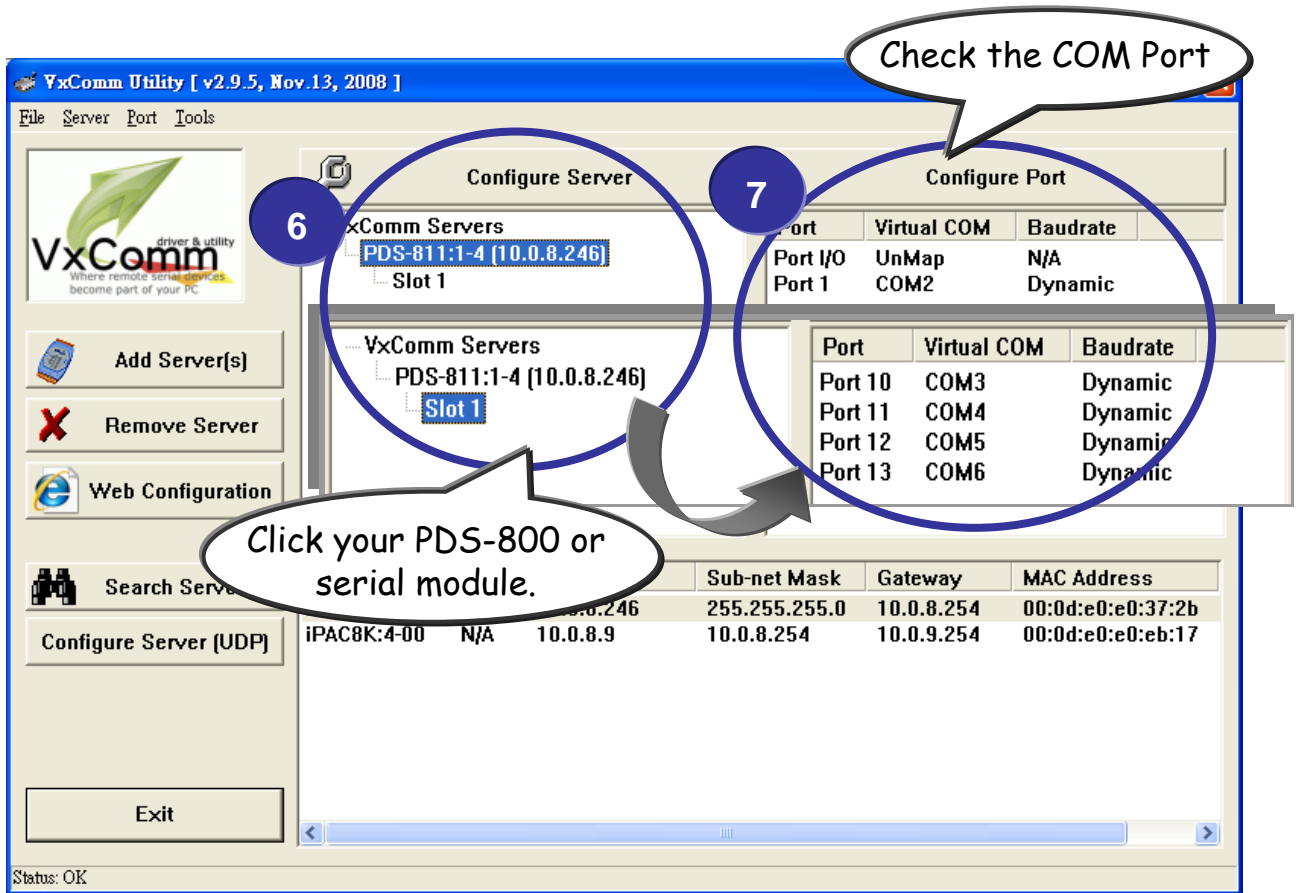 Check the COM Port
VxComm Utility [ v2.9.5, Nov.13, 2008 ]
File Server Port Tools
VxComm
driver & utility
Where remote serial devices
become part of your PC
Configure Server
Configure Port
6
7
xComm Servers
PDS-811:1-4 (10.0.8.246)
Slot 1
Port Virtual COM Baudrate
Port I/O UnMap N/A
Port 1 COM2 Dynamic
VxComm Servers
PDS-811:1-4 (10.0.8.246)
Slot 1
Port Virtual COM Baudrate
Port 10 COM3 Dynamic
Port 11 COM4 Dynamic
Port 12 COM5 Dynamic
Port 13 COM6 Dynamic
Add Server(s)
Remove Server
Web Configuration
Click your PDS-800 or
serial module.
Search Serv
Configure Server (UDP)
Exit
Sub-net Mask Gateway MAC Address
.246 255.255.255.0 10.0.8.254 00:0d:e0:e0:37:2b
iPAC8K:4-00 N/A 10.0.8.9 10.0.8.254 10.0.9.254 00:0d:e0:e0:eb:17
Status: OK